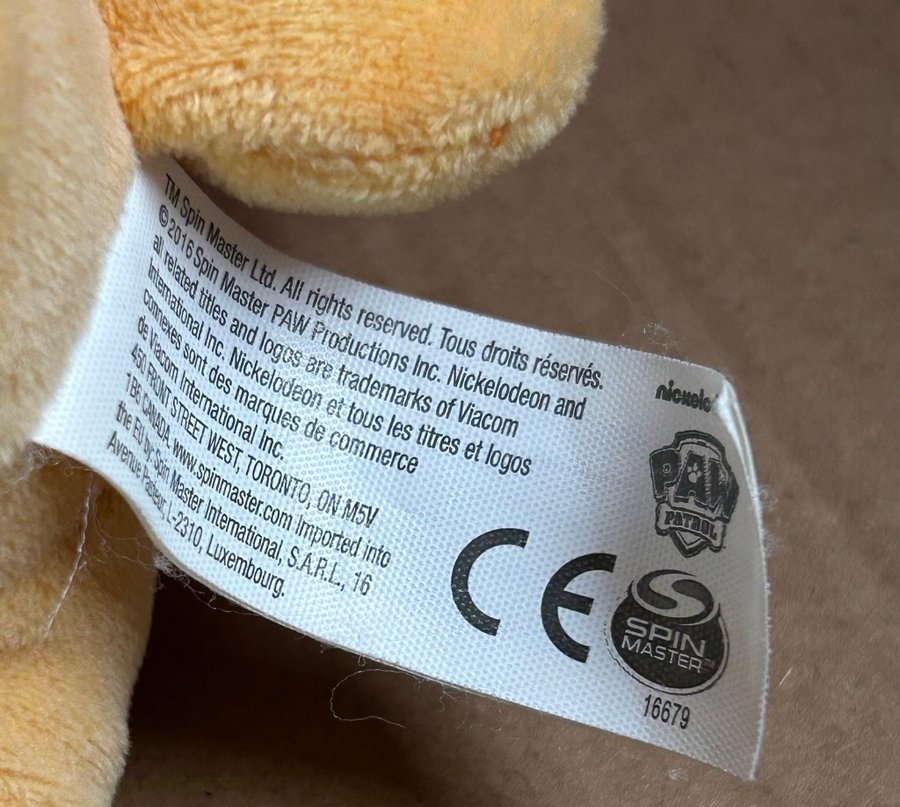 TM Spin Master Ltd. All rights reserved. Tous droits réservés.
©2016 Spin Master PAW Productions Inc. Nickelodeon and
all related titles and logos are trademarks of Viacom
International Inc. Nickelodeon et tous les titres et logos
connexes sont des marques de commerce
de Viacom International Inc.
450 FRONT STREET WEST, TORONTO, ON M5V
1B6 CANADA. www.spinmaster.com Imported into
the EU by Spin Master International, S.A.R.L., 16
Avenue Pasteur, L-2310, Luxembourg.
CE
nickelo
PAW
PATROL
SPIN
MASTER™
16679